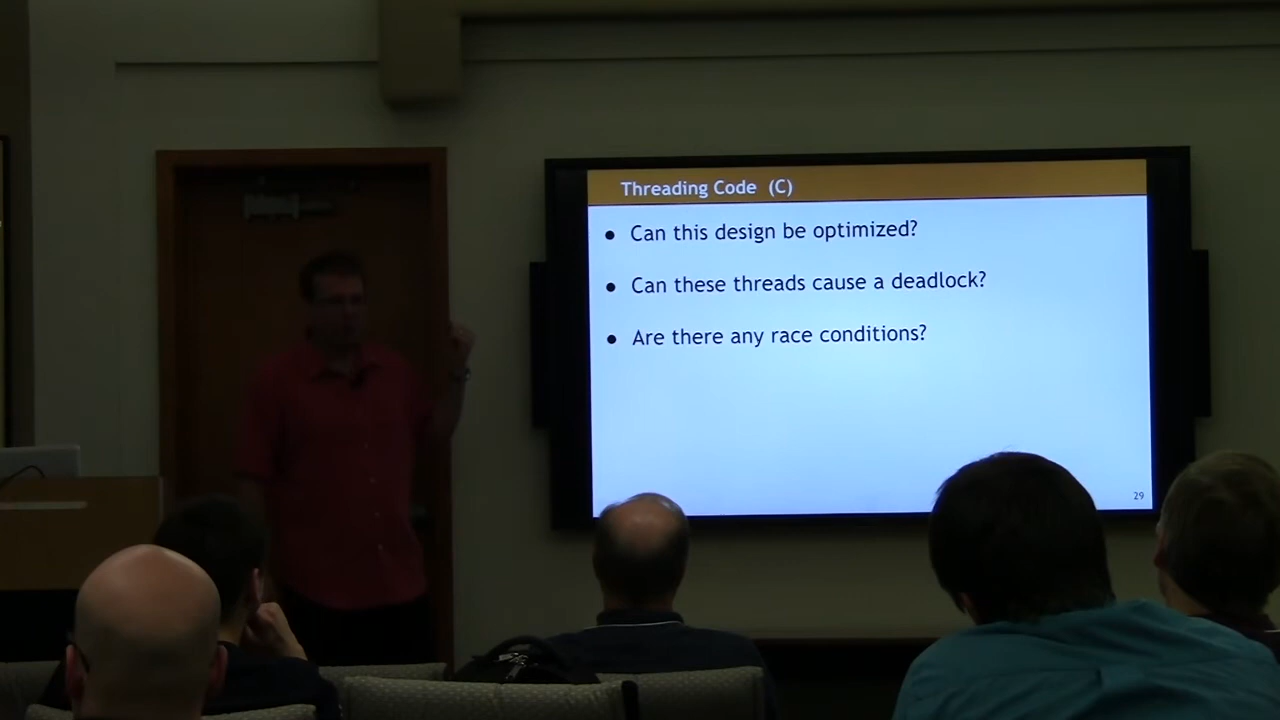 Threading Code (C)
● Can this design be optimized?
● Can these threads cause a deadlock?
● Are there any race conditions?
29